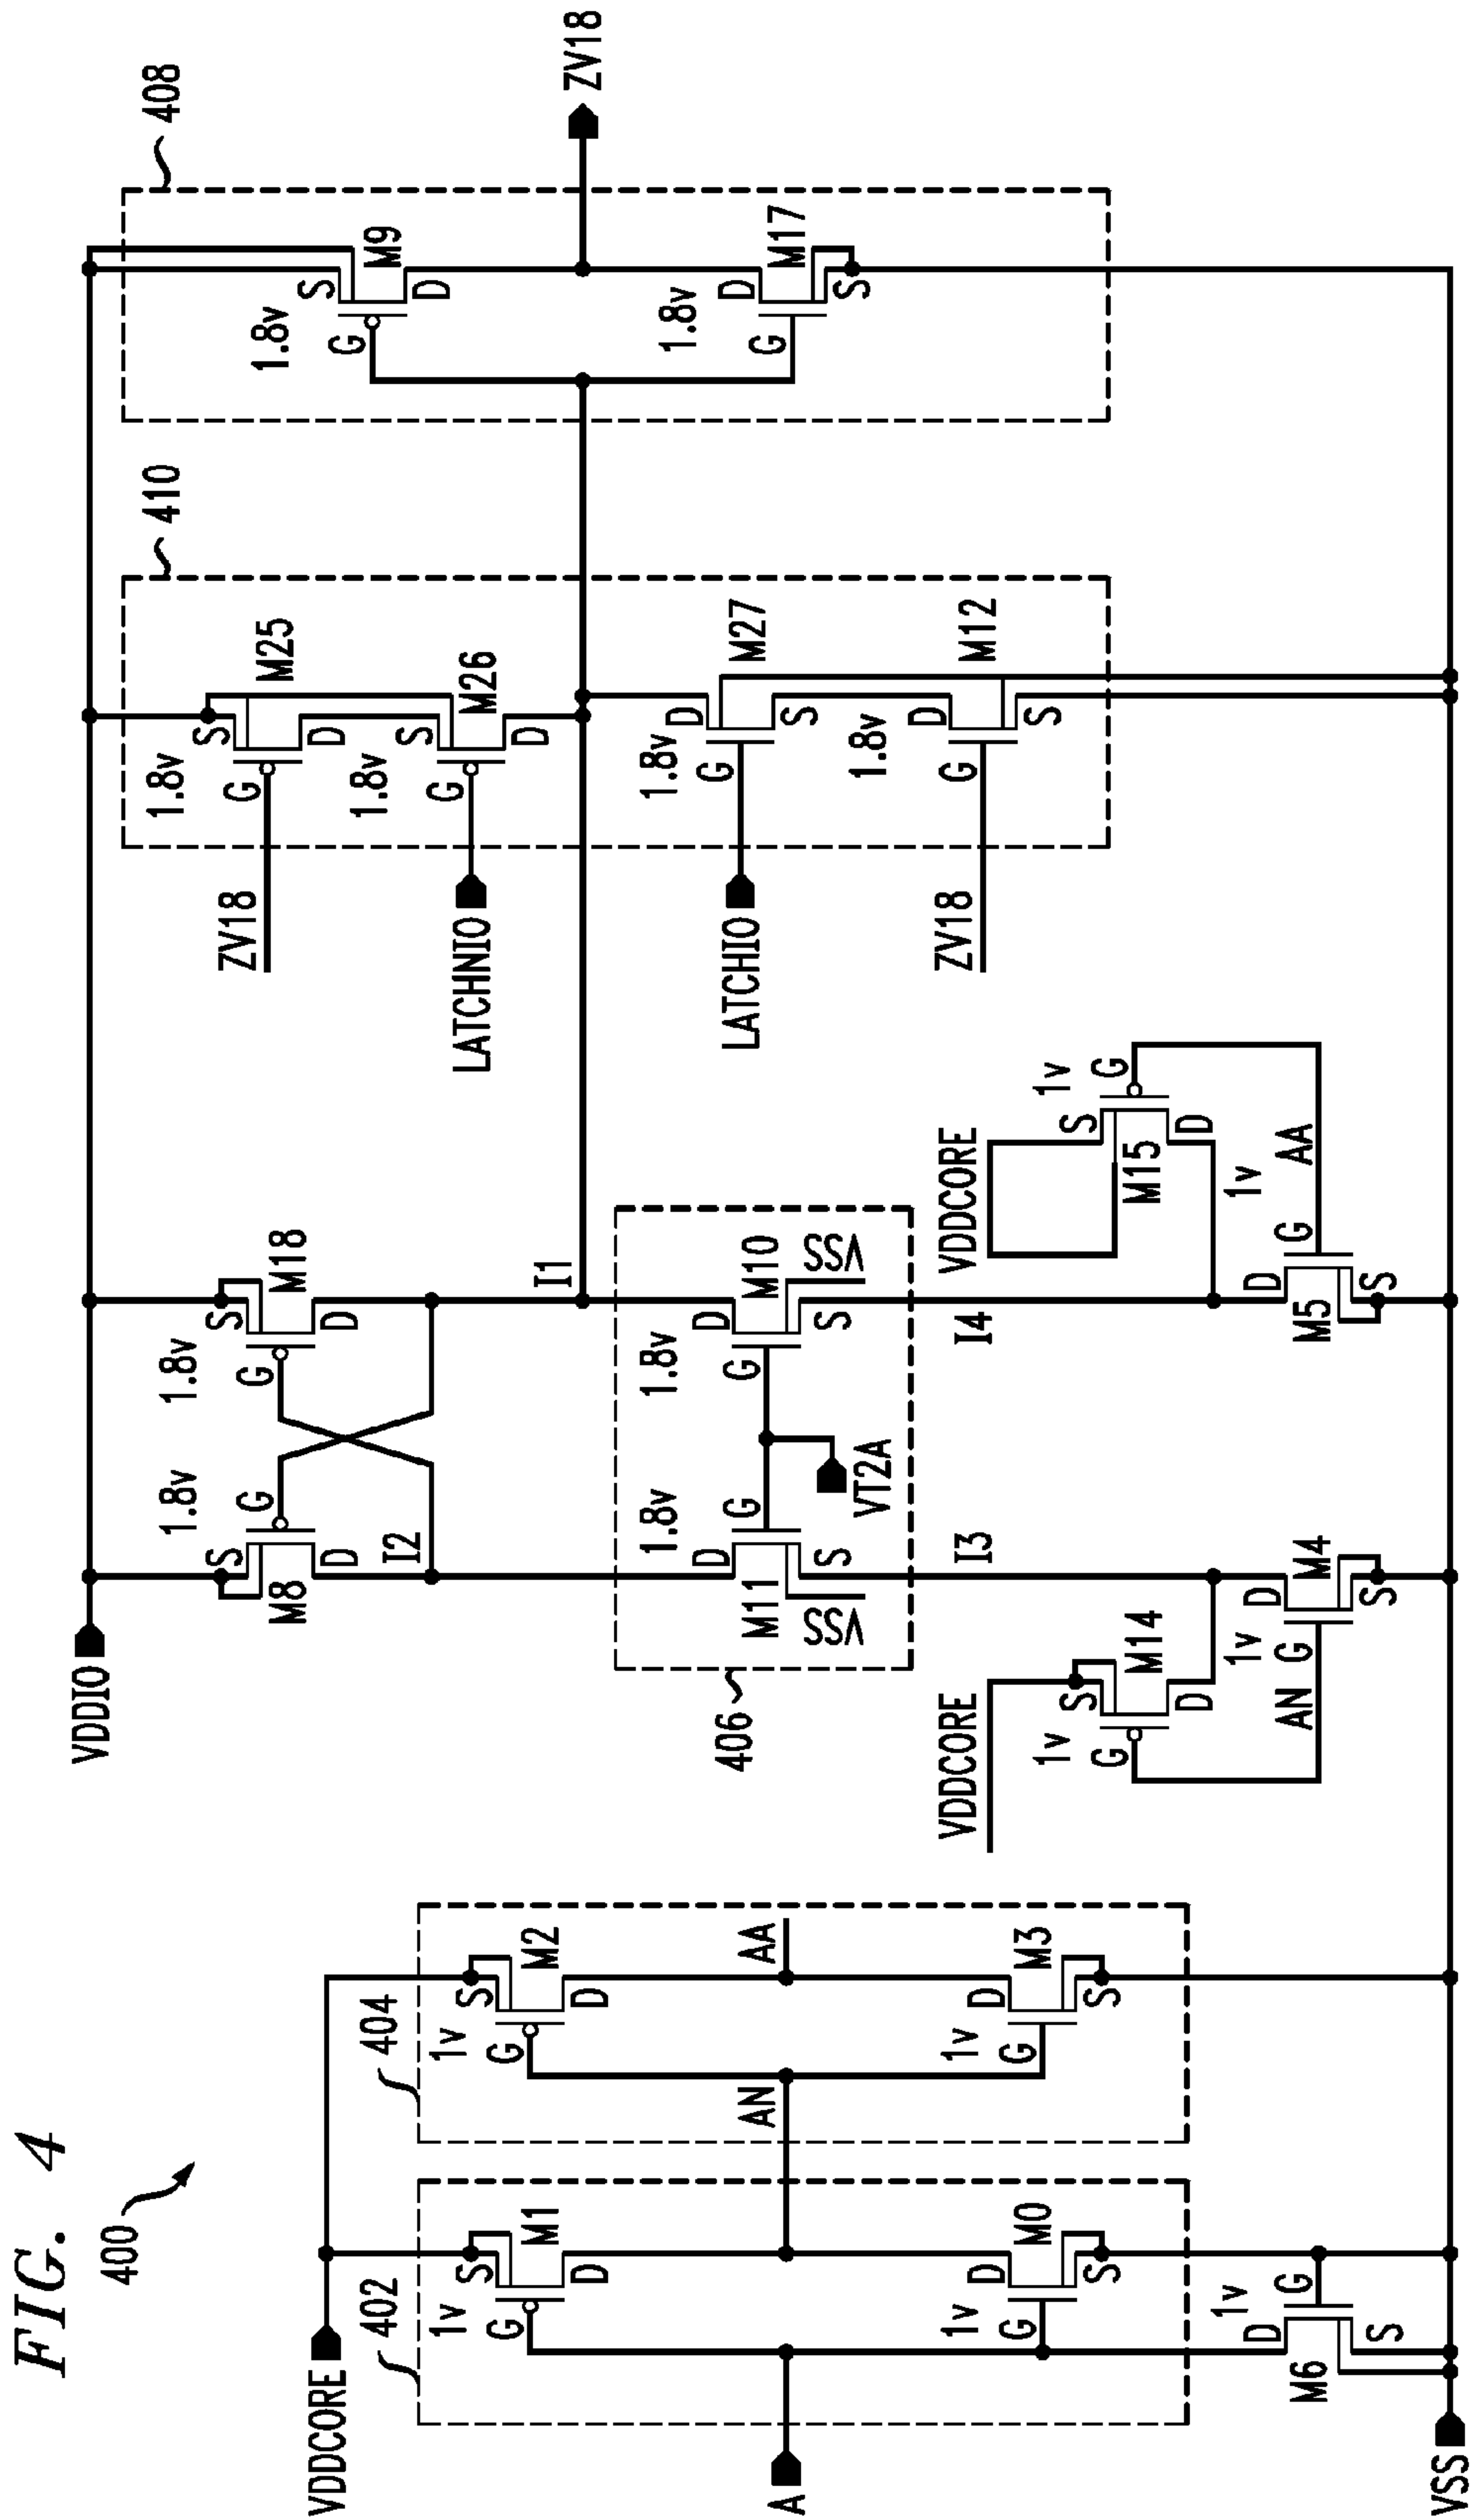 FIG. 4
400
VDDCORE
A
VSS
402
1v
G
S
D
M1
1v
G
D
S
M0
1v
G
D
S
M6
404
AN
1v
G
S
D
M2
AA
1v
G
D
S
M3
VDDIO
1.8v
G
S
D
M8
I2
1.8v
G
S
D
M18
I1
406
1.8v
G
D
S
M11
VSS
VT2A
1.8v
G
D
S
M10
VSS
I3
I4
VDDCORE
1v
G
S
D
M14
AN
1v
G
D
S
M4
VDDCORE
1v
G
S
D
M15
AA
1v
G
D
S
M5
410
ZV18
1.8v
G
S
D
M25
LATCHNIO
1.8v
G
S
D
M26
LATCHIO
1.8v
G
D
S
M27
ZV18
1.8v
G
D
S
M12
408
1.8v
G
S
D
M9
1.8v
G
D
S
M17
ZV18